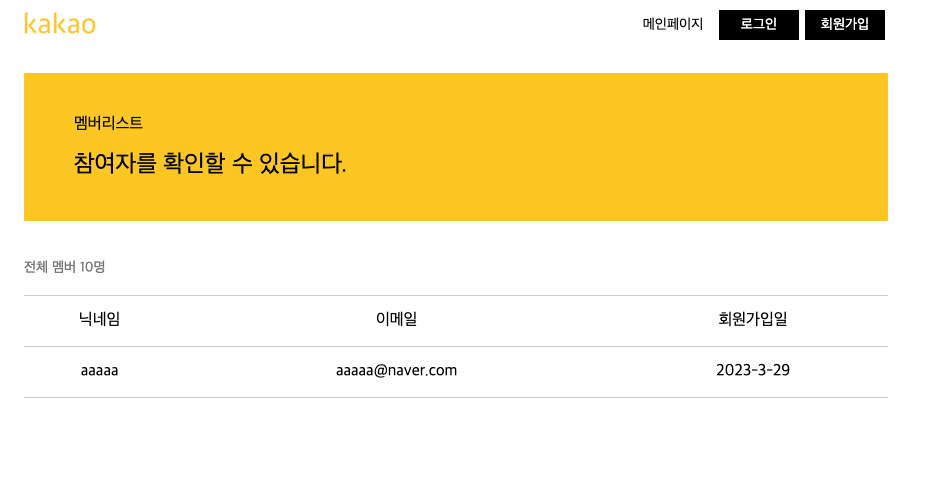 kakao
메인페이지 로그인 회원가입
멤버리스트
참여자를 확인할 수 있습니다.
전체 멤버 10명
닉네임 이메일 회원가입일
aaaaa aaaaa@naver.com 2023-3-29